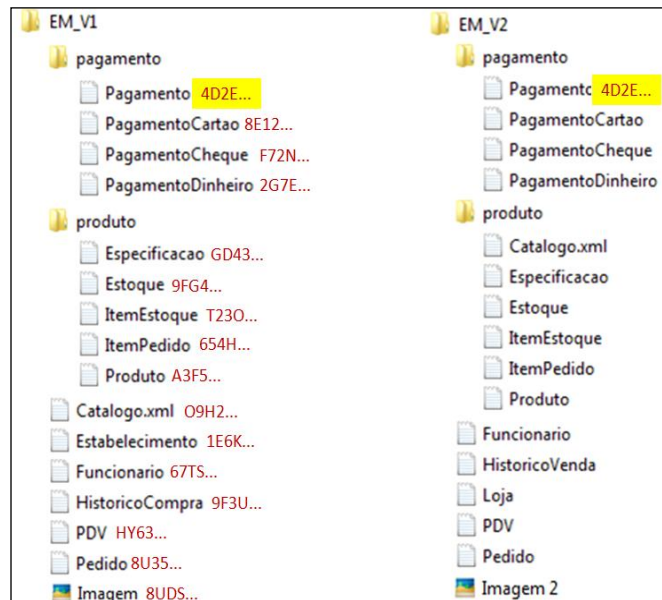 EM_V1
pagamento
Pagamento 4D2E...
PagamentoCartao 8E12...
PagamentoCheque F72N...
PagamentoDinheiro 2G7E...
produto
Especificacao GD43...
Estoque 9FG4...
ItemEstoque T23O...
ItemPedido 654H...
Produto A3F5...
Catalogo.xml O9H2...
Estabelecimento 1E6K...
Funcionario 67TS...
HistoricoCompra 9F3U...
PDV HY63...
Pedido 8U35...
Imagem 8UDS...
EM_V2
pagamento
Pagamento 4D2E...
PagamentoCartao
PagamentoCheque
PagamentoDinheiro
produto
Catalogo.xml
Especificacao
Estoque
ItemEstoque
ItemPedido
Produto
Funcionario
HistoricoVenda
Loja
PDV
Pedido
Imagem 2